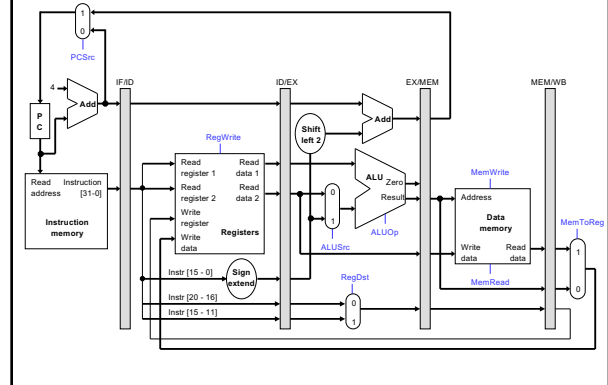 1
0
PCSrc
4
Add
P
C
IF/ID
ID/EX
EX/MEM
MEM/WB
Add
Shift
left 2
RegWrite
Read
address
Instruction
[31-0]
Instruction
memory
Read
register 1
Read
data 1
Read
register 2
Read
data 2
Write
register
Write
data
Registers
0
1
ALUSrc
ALU
Zero
Result
ALUOp
MemWrite
Address
Data
memory
Write
data
Read
data
MemRead
MemToReg
1
0
Instr [15 - 0]
Sign
extend
RegDst
Instr [20 - 16]
0
Instr [15 - 11]
1